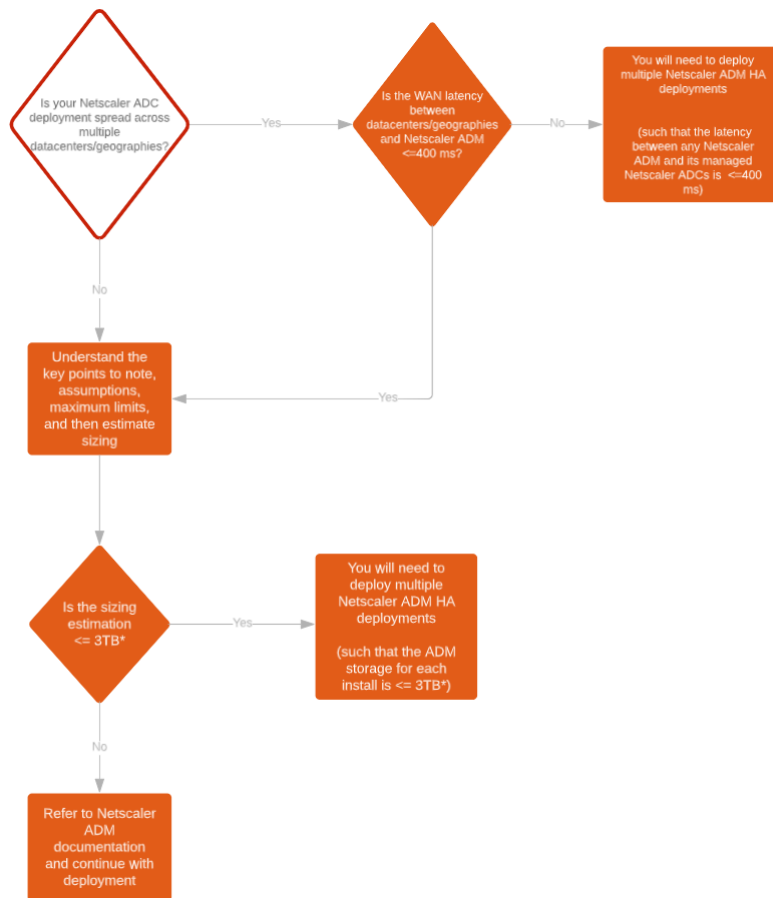 Is your Netscaler ADC
deployment spread across
multiple
datacenters/geographies?
Yes
Is the WAN latency
between
datacenters/geographies
and Netscaler ADM
<=400 ms?
No
You will need to deploy
multiple Netscaler ADM HA
deployments
(such that the latency
between any Netscaler
ADM and its managed
Netscaler ADCs is <=400
ms)
No
Yes
Understand the
key points to note,
assumptions,
maximum limits,
and then estimate
sizing
Is the sizing
estimation
<= 3TB*
Yes
You will need to
deploy multiple
Netscaler ADM HA
deployments
(such that the ADM
storage for each
install is <= 3TB*)
No
Refer to Netscaler
ADM
documentation
and continue with
deployment